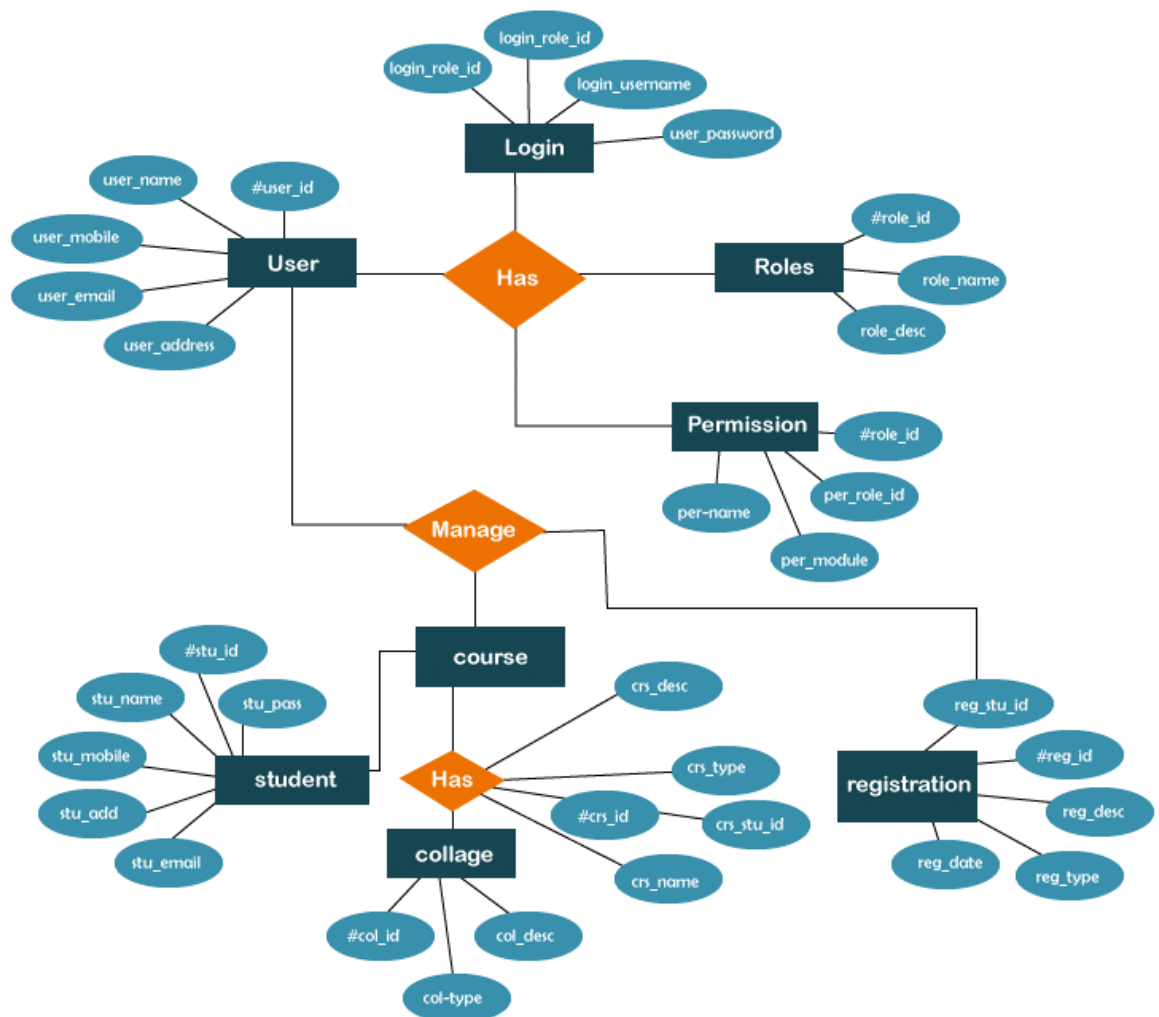 login_role_id
login_role_id
login_username
user_password
Login
user_name
#user_id
user_mobile
User
user_email
user_address
Has
#role_id
Roles
role_name
role_desc
Permission
#role_id
per-name
per_role_id
per_module
Manage
course
#stu_id
stu_name
stu_pass
stu_mobile
student
stu_add
stu_email
crs_desc
Has
crs_type
#crs_id
crs_stu_id
crs_name
collage
#col_id
col_desc
col-type
reg_stu_id
#reg_id
registration
reg_desc
reg_date
reg_type